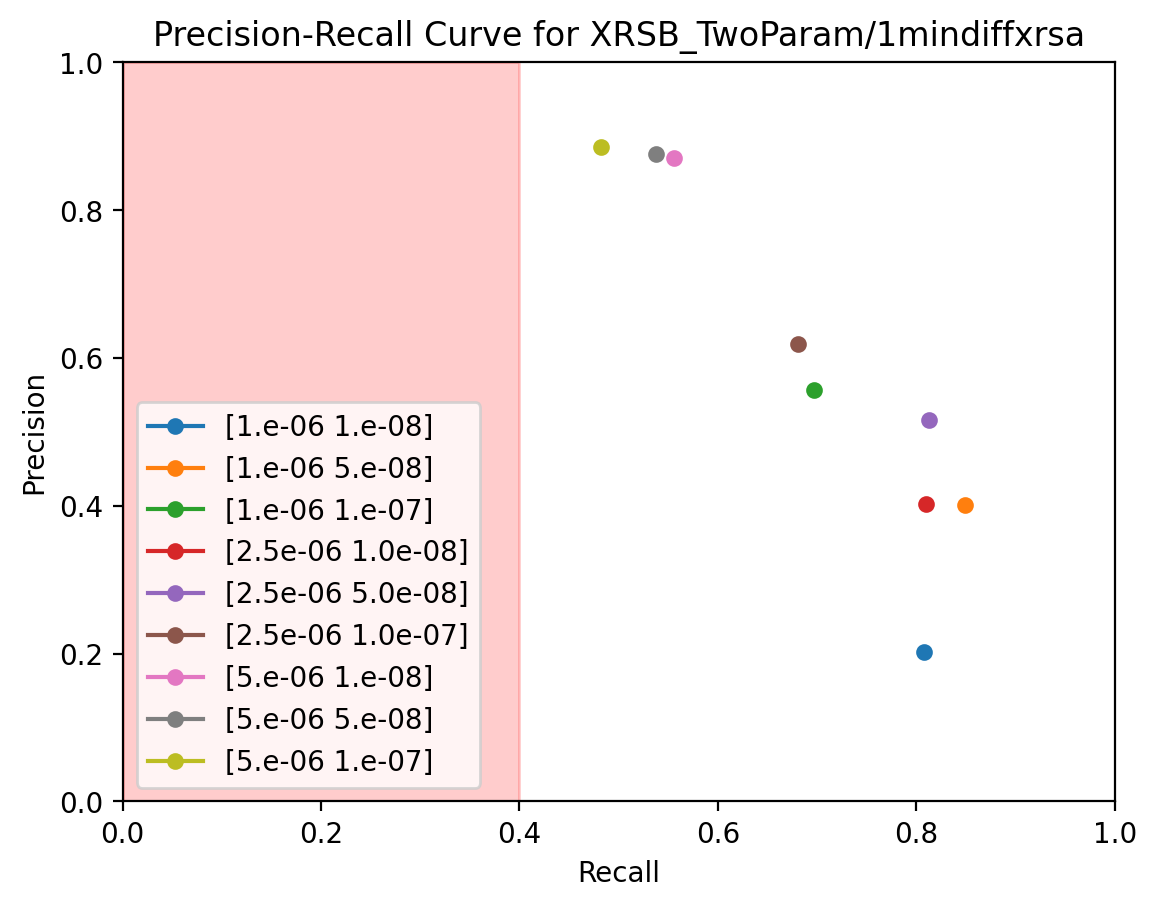 Precision-Recall Curve for XRSB_TwoParam/1mindiffxrsa
1.0
0.8
0.6
0.4
0.2
0.0
Precision
[1.e-06 1.e-08]
[1.e-06 5.e-08]
[1.e-06 1.e-07]
[2.5e-06 1.0e-08]
[2.5e-06 5.0e-08]
[2.5e-06 1.0e-07]
[5.e-06 1.e-08]
[5.e-06 5.e-08]
[5.e-06 1.e-07]
0.0 0.2 0.4 0.6 0.8 1.0
Recall